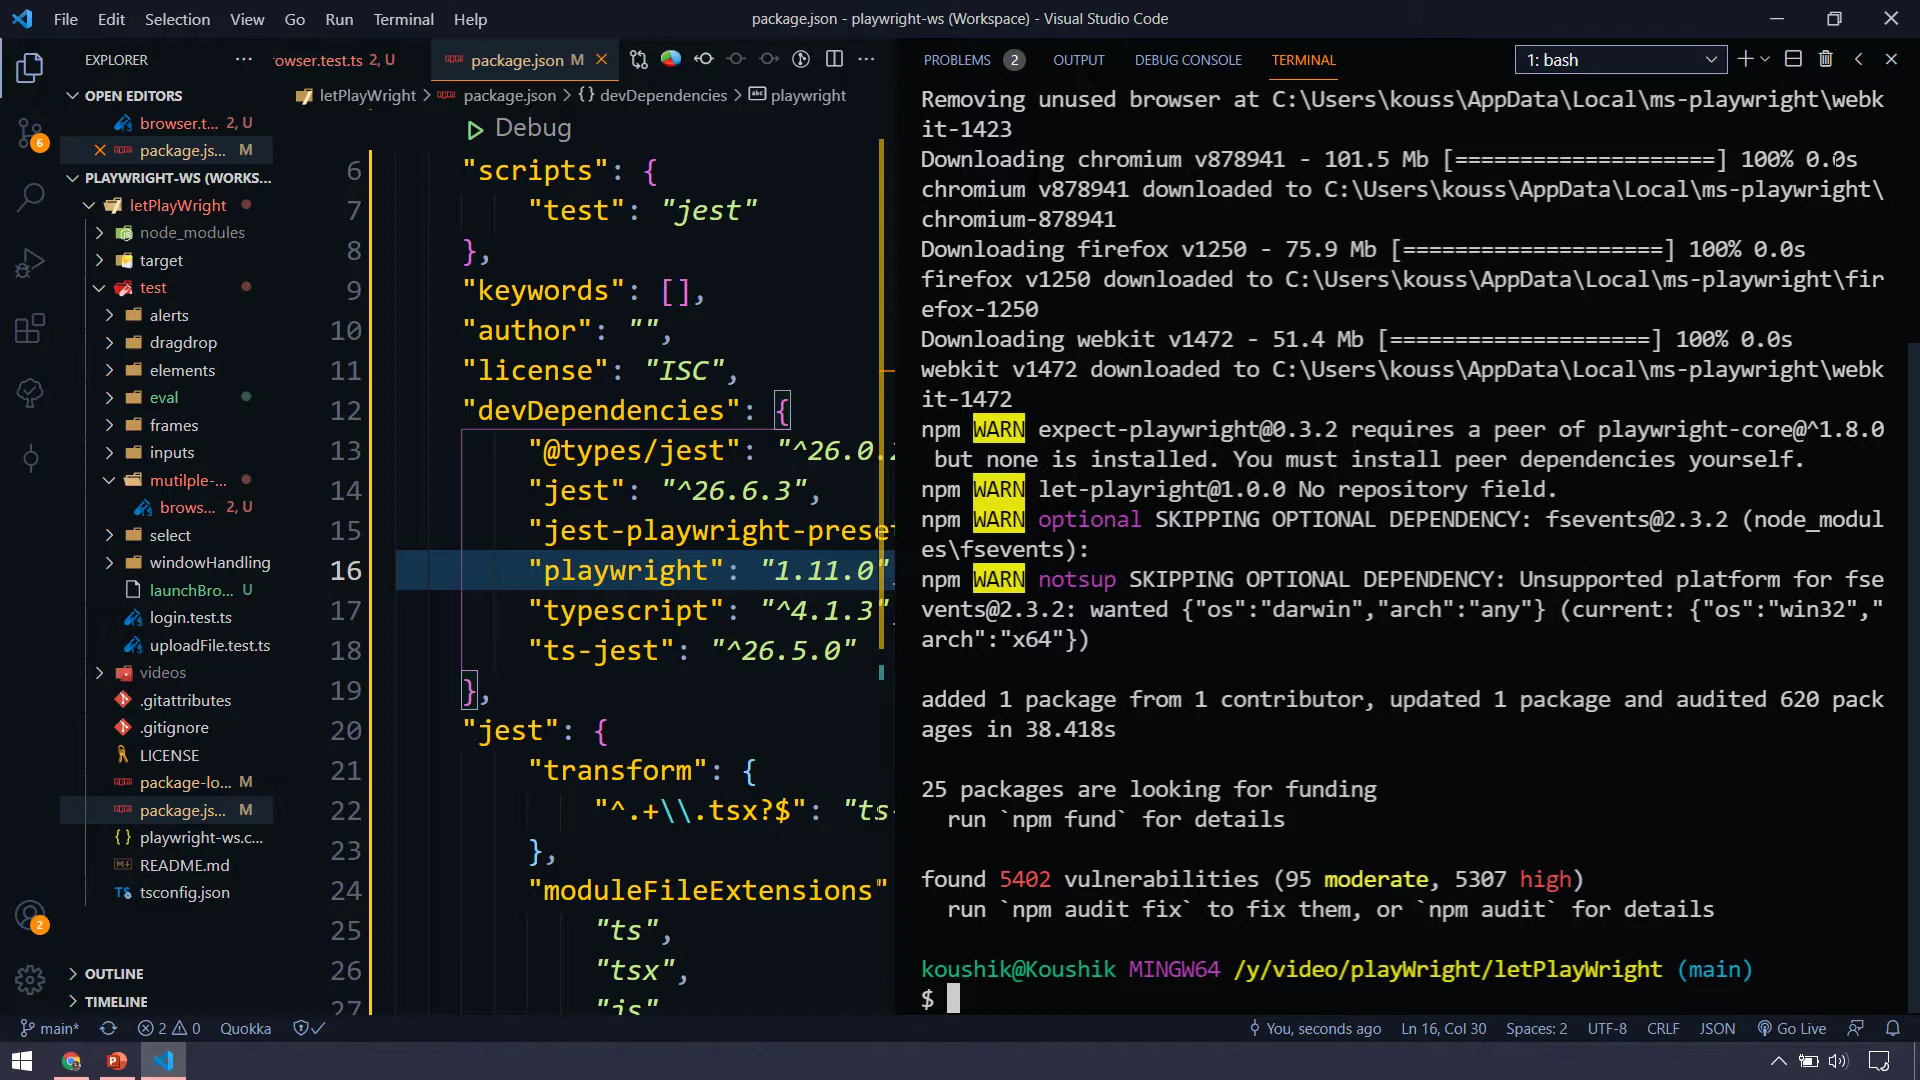 File Edit Selection View Go Run Terminal Help
package.json - playwright-ws (Workspace) - Visual Studio Code
EXPLORER
OPEN EDITORS
browser.t... 2, U
package.js... M
PLAYWRIGHT-WS (WORKS...
letPlayWright
node_modules
target
test
alerts
dragdrop
elements
eval
frames
inputs
mutilple-...
brows... 2, U
select
windowHandling
launchBro... U
login.test.ts
uploadFile.test.ts
videos
.gitattributes
.gitignore
LICENSE
package-lo... M
package.js... M
playwright-ws.c...
README.md
tsconfig.json
OUTLINE
TIMELINE
6
2
owser.test.ts 2, U
package.json M
letPlayWright > package.json > { } devDependencies > playwright
Debug
6 "scripts": {
7 "test": "jest"
8 },
9 "keywords": [],
10 "author": "",
11 "license": "ISC",
12 "devDependencies": {
13 "@types/jest": "^26.0.2
14 "jest": "^26.6.3",
15 "jest-playwright-preset
16 "playwright": "1.11.0",
17 "typescript": "^4.1.3",
18 "ts-jest": "^26.5.0"
19 },
20 "jest": {
21 "transform": {
22 "^.+\\.tsx?$": "ts-
23 },
24 "moduleFileExtensions"
25 "ts",
26 "tsx",
27 "js"
PROBLEMS 2 OUTPUT DEBUG CONSOLE TERMINAL
1: bash
Removing unused browser at C:\Users\kouss\AppData\Local\ms-playwright\webk
it-1423
Downloading chromium v878941 - 101.5 Mb [====================] 100% 0.0s
chromium v878941 downloaded to C:\Users\kouss\AppData\Local\ms-playwright\
chromium-878941
Downloading firefox v1250 - 75.9 Mb [====================] 100% 0.0s
firefox v1250 downloaded to C:\Users\kouss\AppData\Local\ms-playwright\fir
efox-1250
Downloading webkit v1472 - 51.4 Mb [====================] 100% 0.0s
webkit v1472 downloaded to C:\Users\kouss\AppData\Local\ms-playwright\webk
it-1472
npm WARN expect-playwright@0.3.2 requires a peer of playwright-core@^1.8.0
but none is installed. You must install peer dependencies yourself.
npm WARN let-playright@1.0.0 No repository field.
npm WARN optional SKIPPING OPTIONAL DEPENDENCY: fsevents@2.3.2 (node_modul
es\fsevents):
npm WARN notsup SKIPPING OPTIONAL DEPENDENCY: Unsupported platform for fse
vents@2.3.2: wanted {"os":"darwin","arch":"any"} (current: {"os":"win32","
arch":"x64"})
added 1 package from 1 contributor, updated 1 package and audited 620 pack
ages in 38.418s
25 packages are looking for funding
run `npm fund` for details
found 5402 vulnerabilities (95 moderate, 5307 high)
run `npm audit fix` to fix them, or `npm audit` for details
koushik@Koushik MINGW64 /y/video/playWright/letPlayWright (main)
$
main* 2 0 Quokka
You, seconds ago Ln 16, Col 30 Spaces: 2 UTF-8 CRLF JSON Go Live